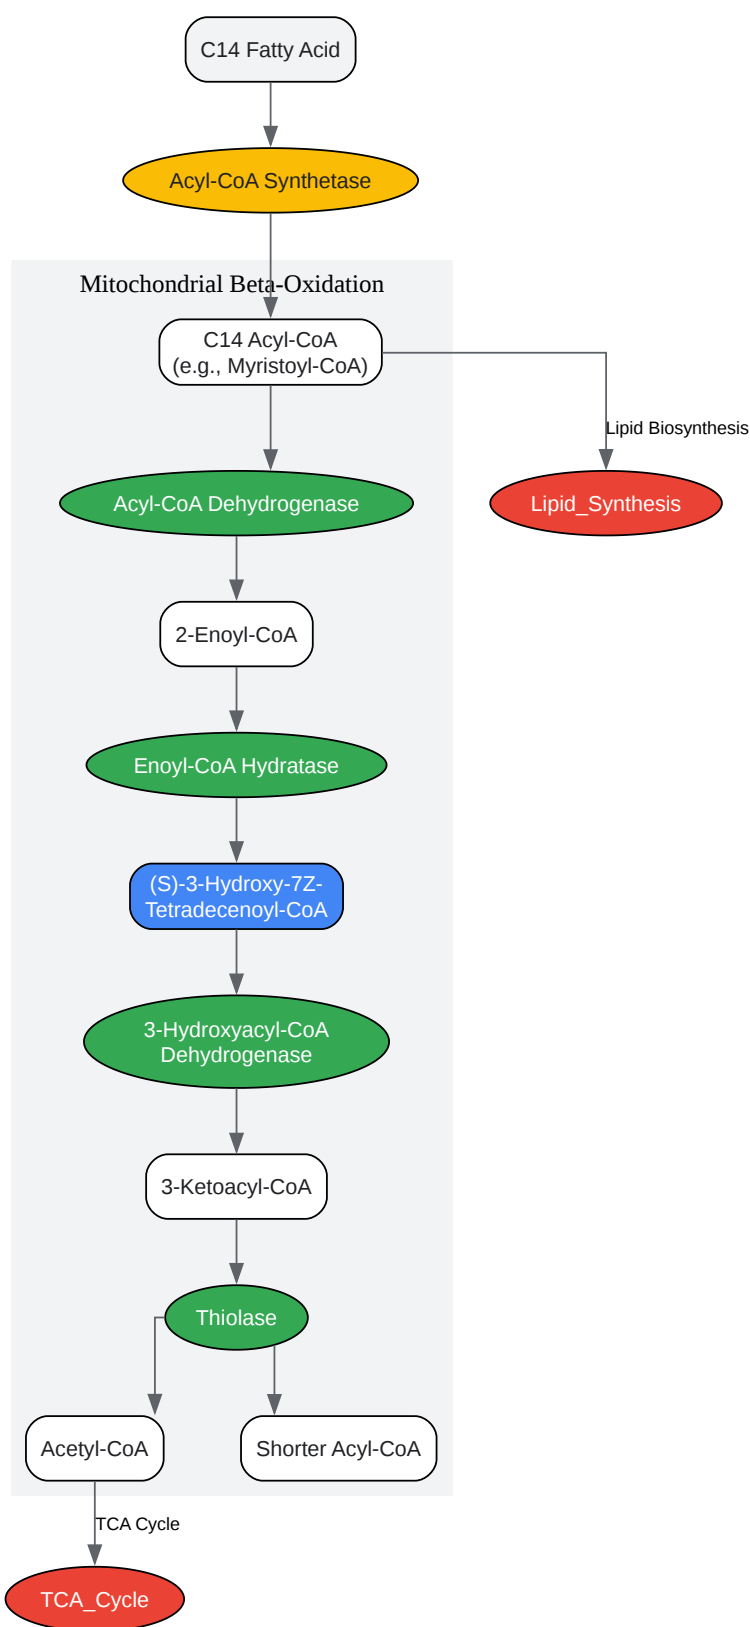 C14 Fatty Acid
Acyl-CoA Synthetase
Mitochondrial Beta-Oxidation
C14 Acyl-CoA
(e.g., Myristoyl-CoA)
Lipid Biosynthesis
Acyl-CoA Dehydrogenase
Lipid_Synthesis
2-Enoyl-CoA
Enoyl-CoA Hydratase
(S)-3-Hydroxy-7Z-
Tetradecenoyl-CoA
3-Hydroxyacyl-CoA
Dehydrogenase
3-Ketoacyl-CoA
Thiolase
Acetyl-CoA
Shorter Acyl-CoA
TCA Cycle
TCA_Cycle